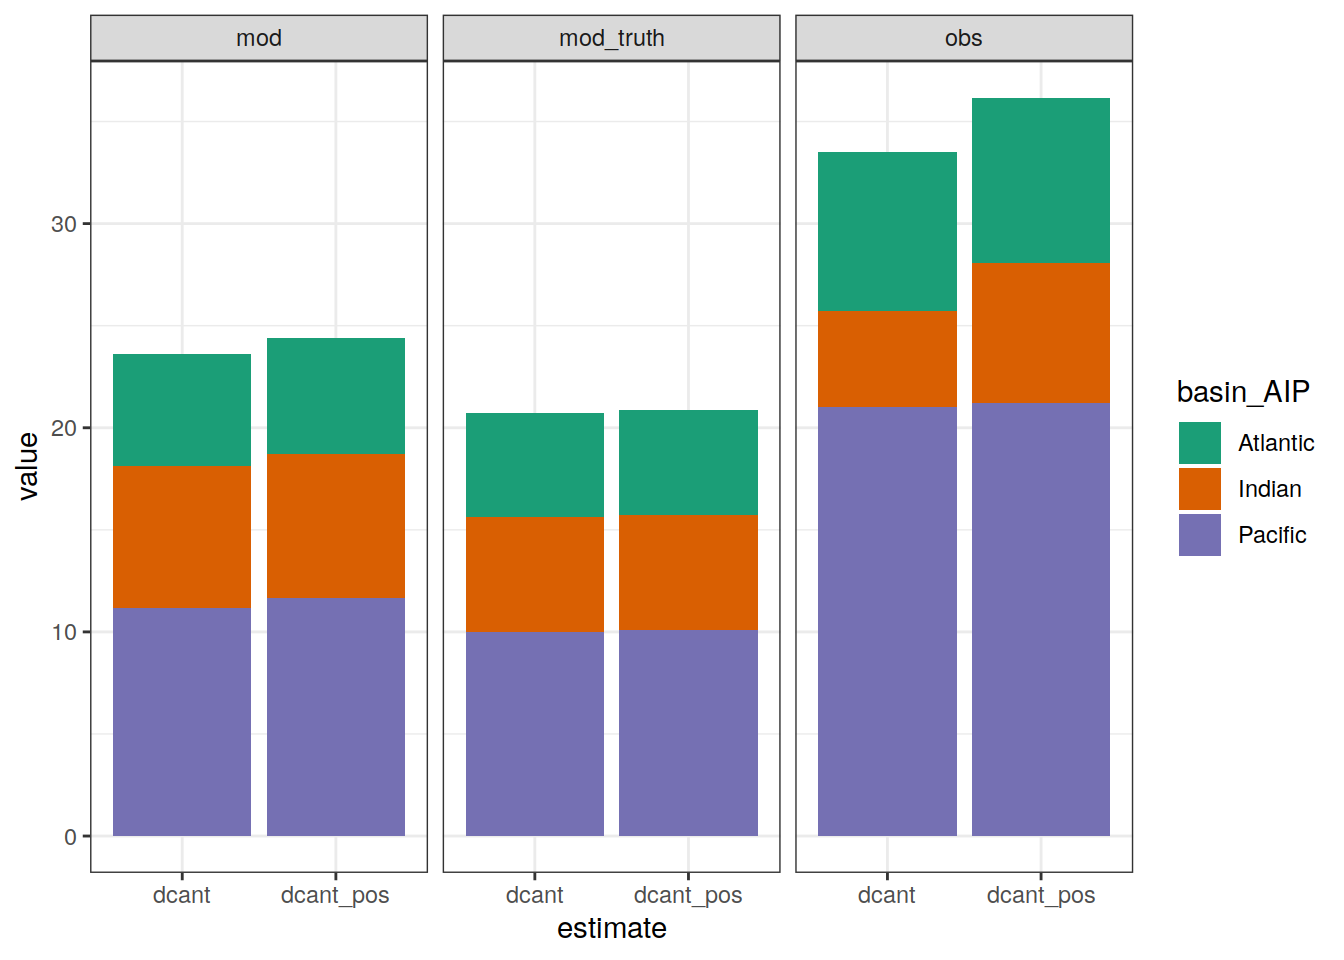 mod
mod_truth
obs
value
30
20
10
0
dcant
dcant_pos
dcant
dcant_pos
dcant
dcant_pos
estimate
basin_AIP
Atlantic
Indian
Pacific